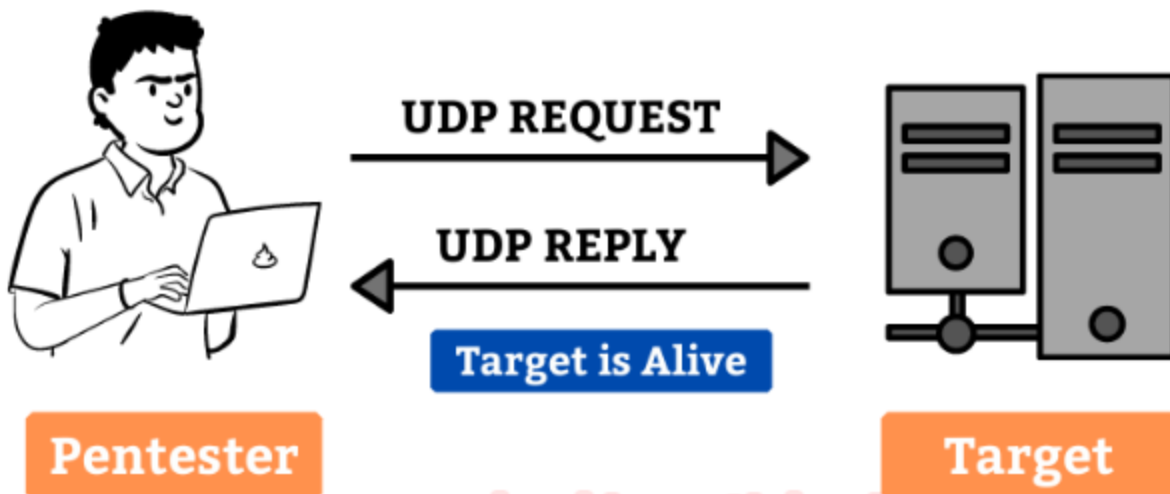 UDP REQUEST
UDP REPLY
Target is Alive
Pentester
Target